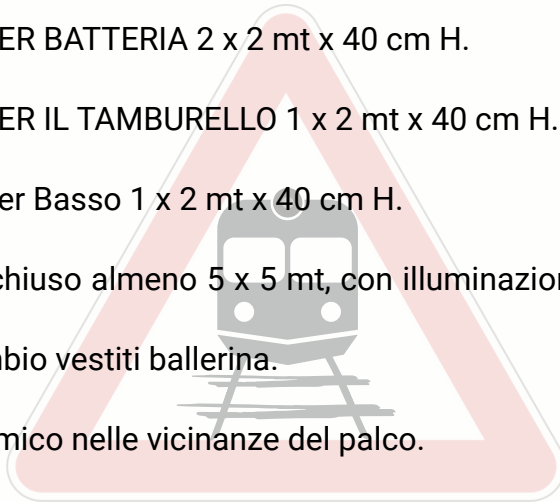 ER BATTERIA 2 x 2 mt x 40 cm H.
ER IL TAMBURELLO 1 x 2 mt x 40 cm H.
er Basso 1 x 2 mt x 40 cm H.
chiuso almeno 5 x 5 mt, con illuminazion
bio vestiti ballerina.
mico nelle vicinanze del palco.